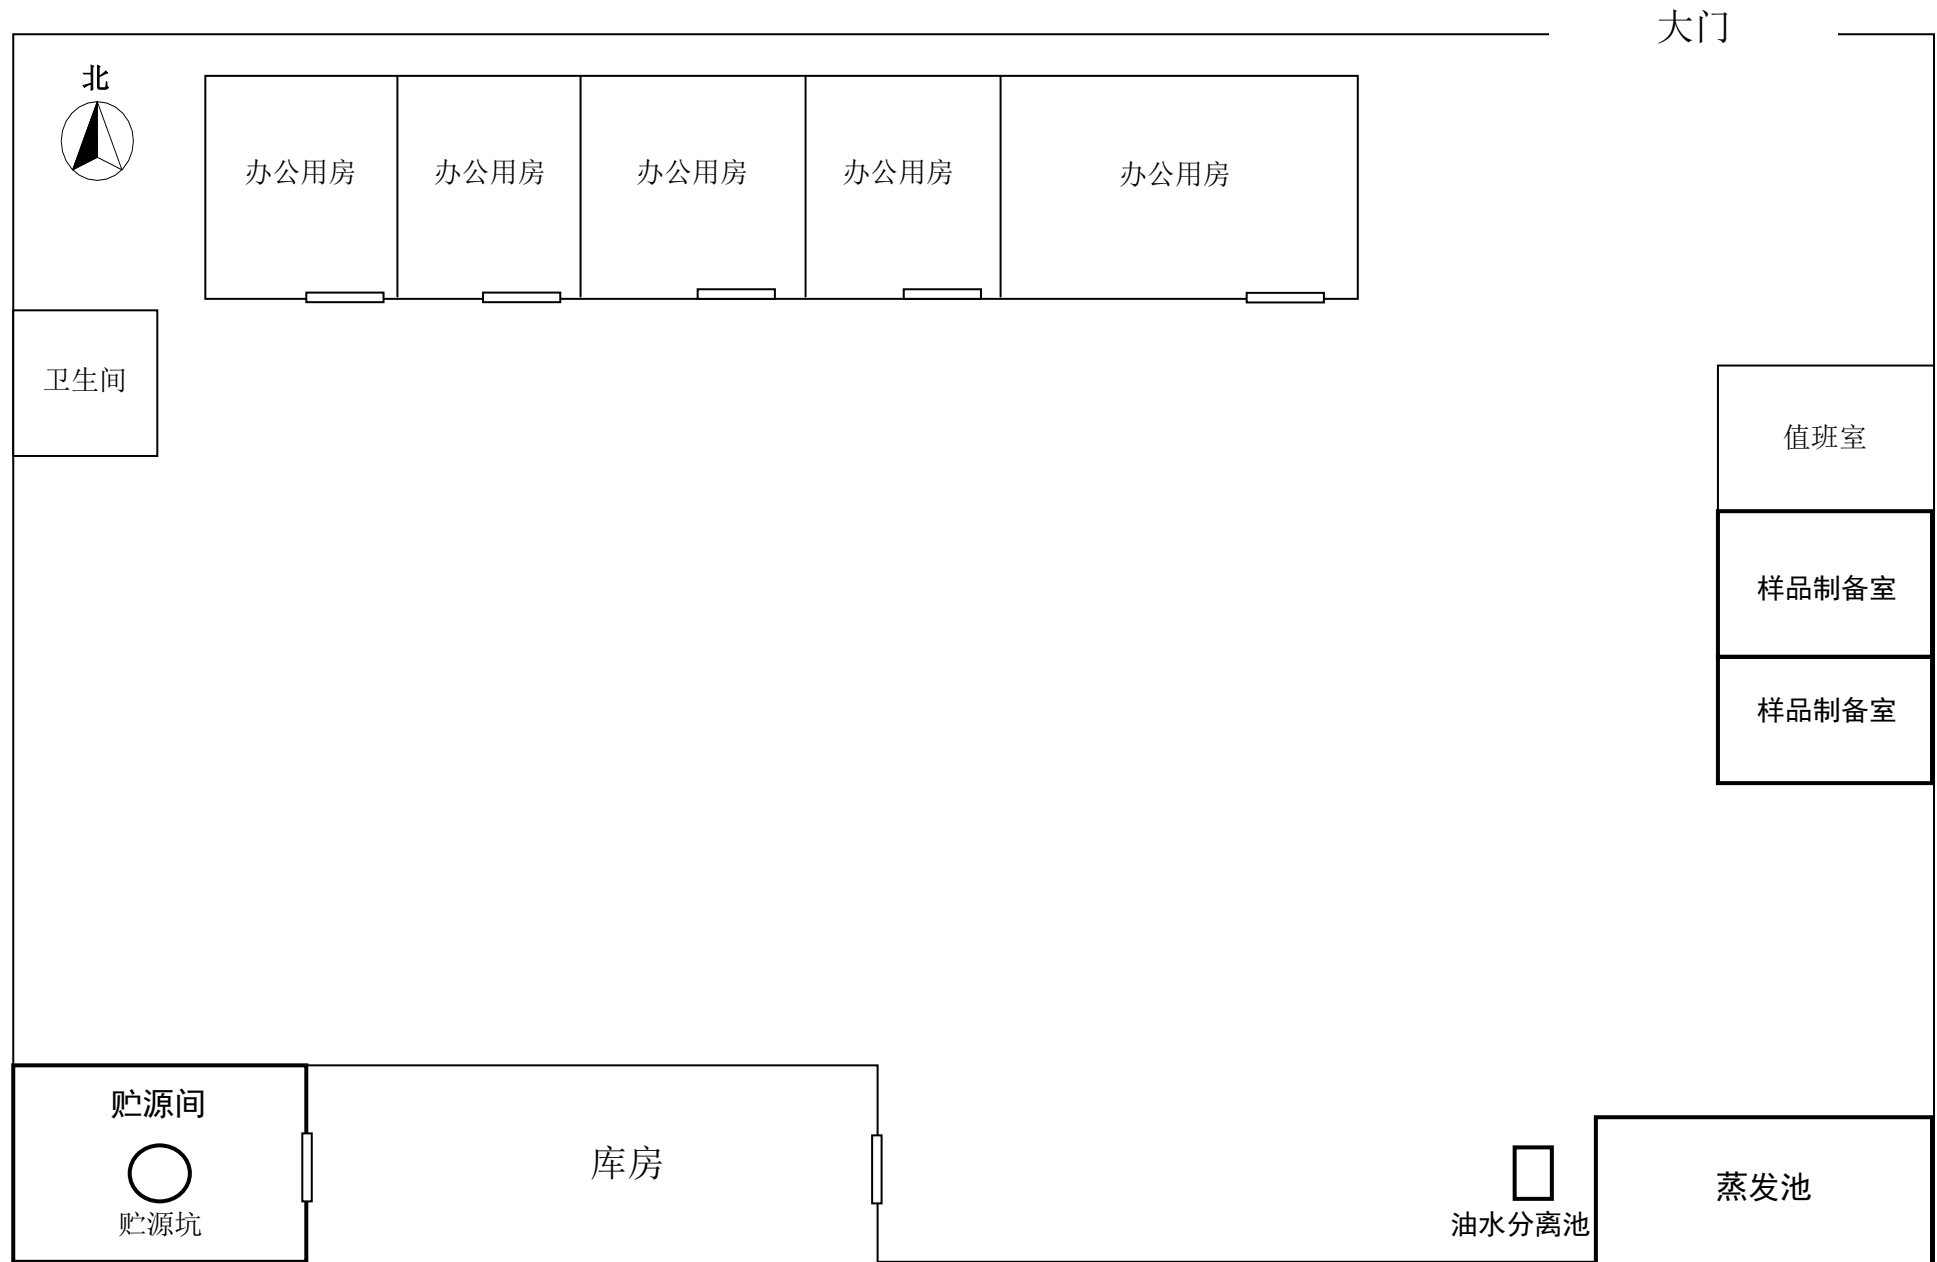 大门
北
办公用房
办公用房
办公用房
办公用房
办公用房
卫生间
值班室
样品制备室
样品制备室
贮源间
库房
贮源坑
蒸发池
油水分离池